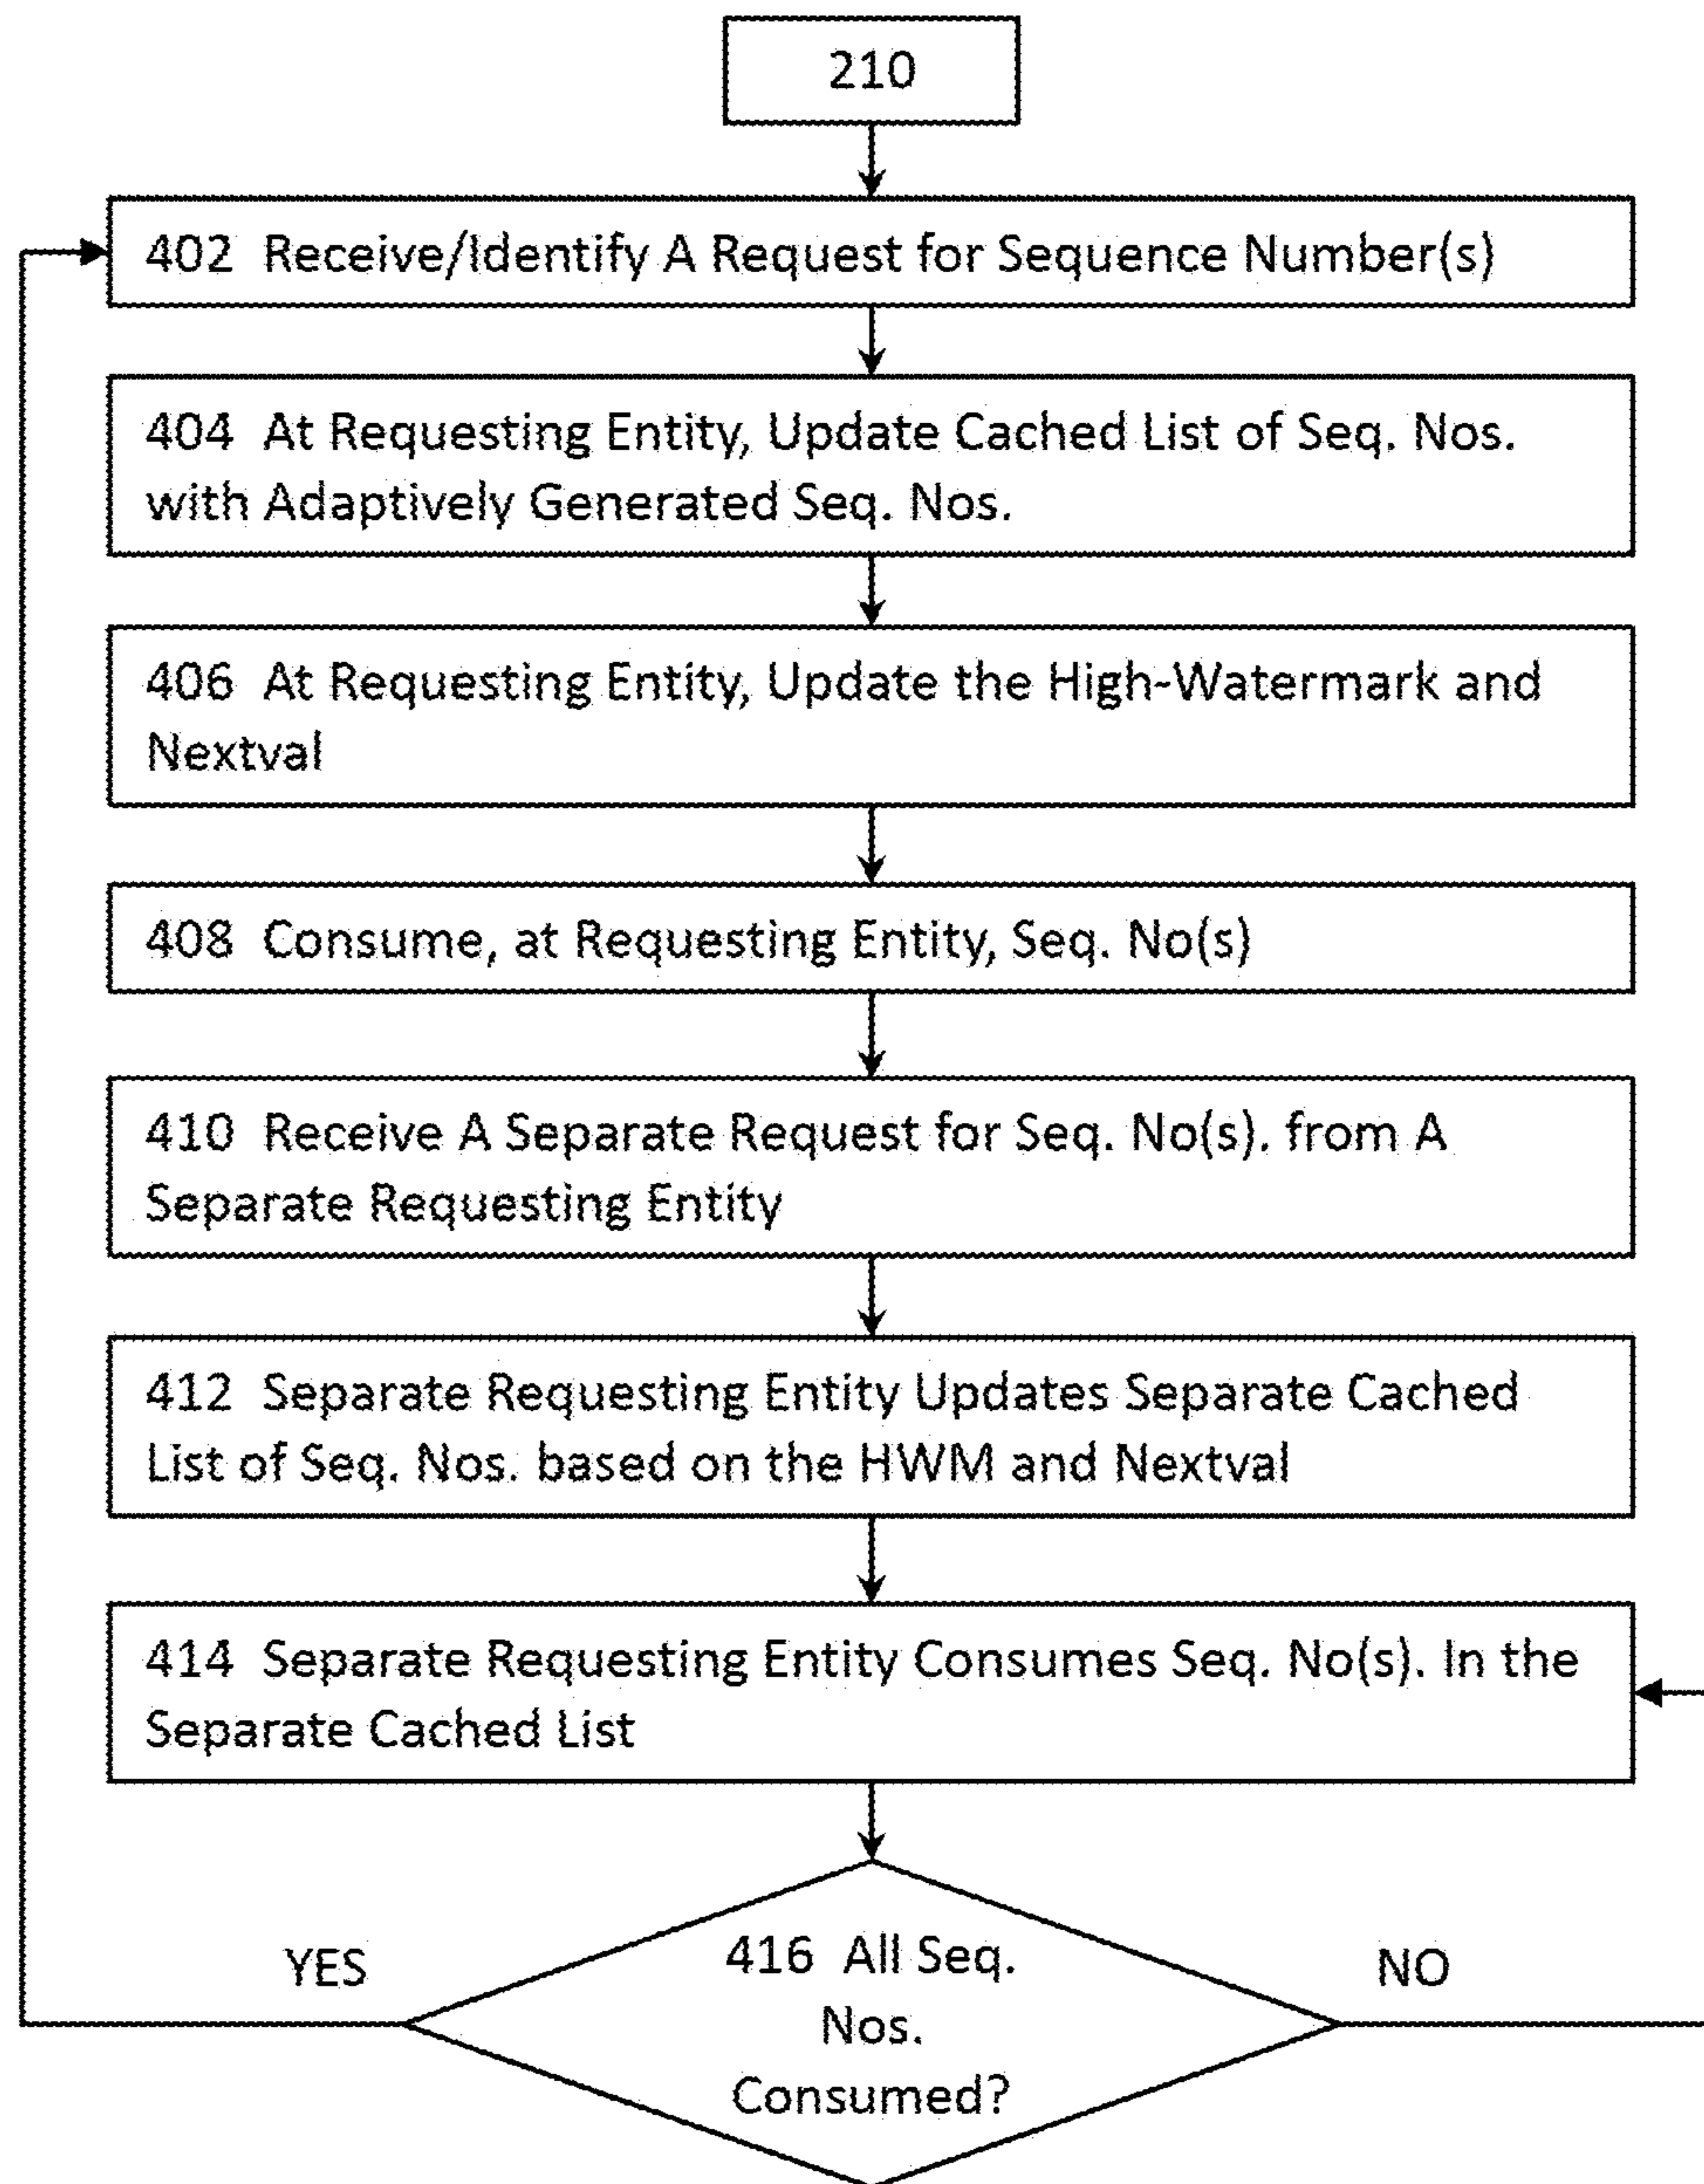 210
402 Receive/Identify A Request for Sequence Number(s)
404 At Requesting Entity, Update Cached List of Seq. Nos.
with Adaptively Generated Seq. Nos.
406 At Requesting Entity, Update the High-Watermark and
Nextval
408 Consume, at Requesting Entity, Seq. No(s)
410 Receive A Separate Request for Seq. No(s). from A
Separate Requesting Entity
412 Separate Requesting Entity Updates Separate Cached
List of Seq. Nos. based on the HWM and Nextval
414 Separate Requesting Entity Consumes Seq. No(s). In the
Separate Cached List
YES
416 All Seq.
Nos.
Consumed?
NO